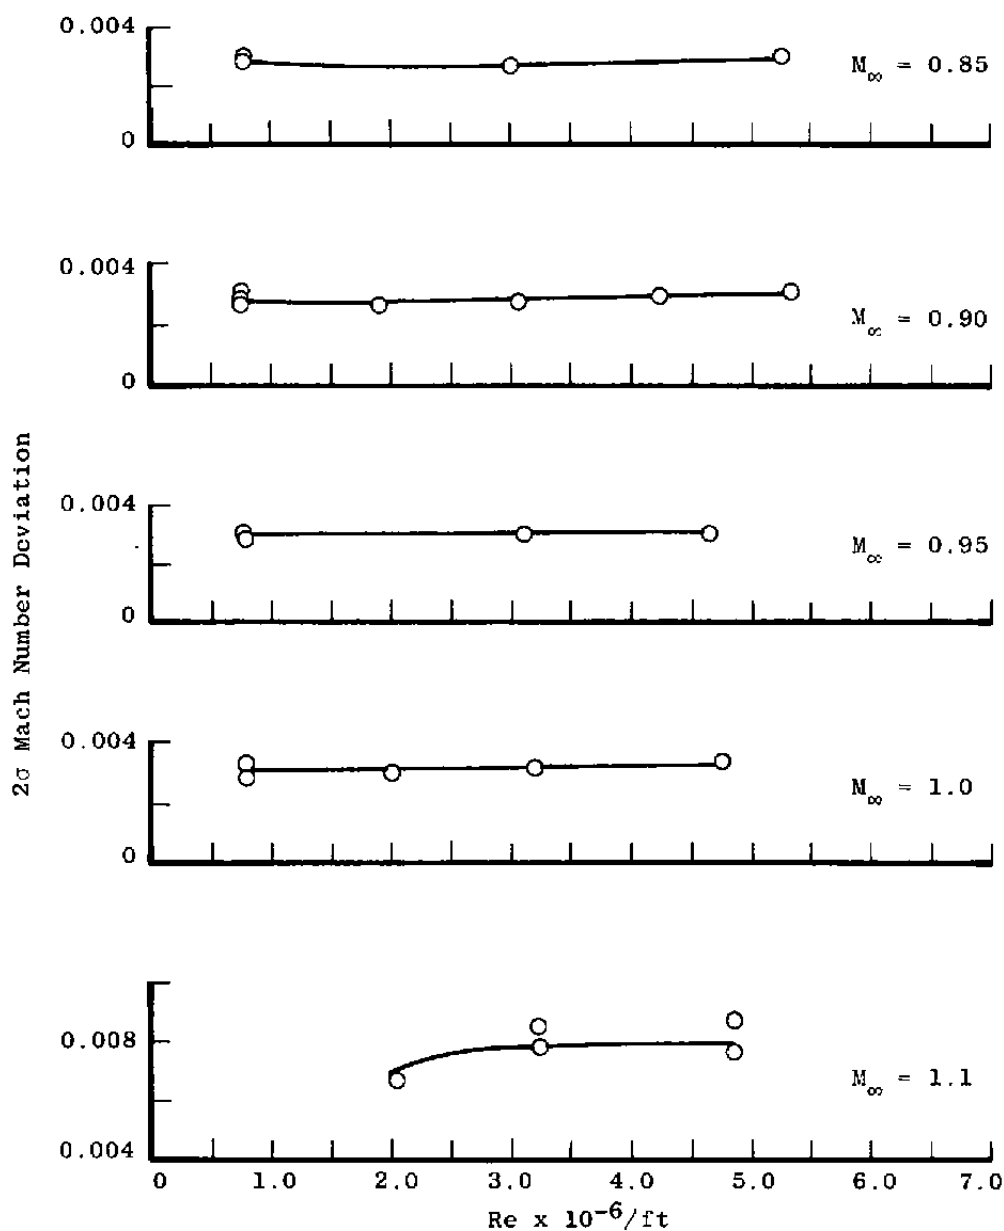 0.004
M∞ = 0.85
0
0.004
M∞ = 0.90
0
2σ Mach Number Deviation
0.004
M∞ = 0.95
0
0.004
M∞ = 1.0
0
0.008
M∞ = 1.1
0.004
0 1.0 2.0 3.0 4.0 5.0 6.0 7.0
Re x 10⁻⁶/ft